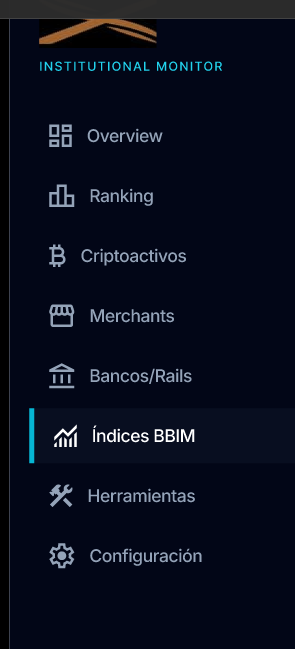 INSTITUTIONAL MONITOR
Overview
Ranking
Criptoactivos
Merchants
Bancos/Rails
Índices BBIM
Herramientas
Configuración